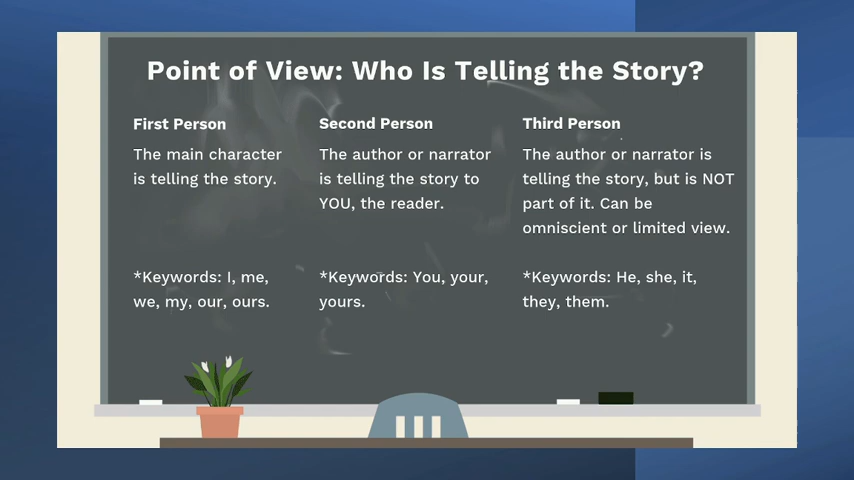 Point of View: Who Is Telling the Story?
First Person
The main character
is telling the story.
*Keywords: I, me,
we, my, our, ours.
Second Person
The author or narrator
is telling the story to
YOU, the reader.
*Keywords: You, your,
yours.
Third Person
The author or narrator is
telling the story, but is NOT
part of it. Can be
omniscient or limited view.
*Keywords: He, she, it,
they, them.